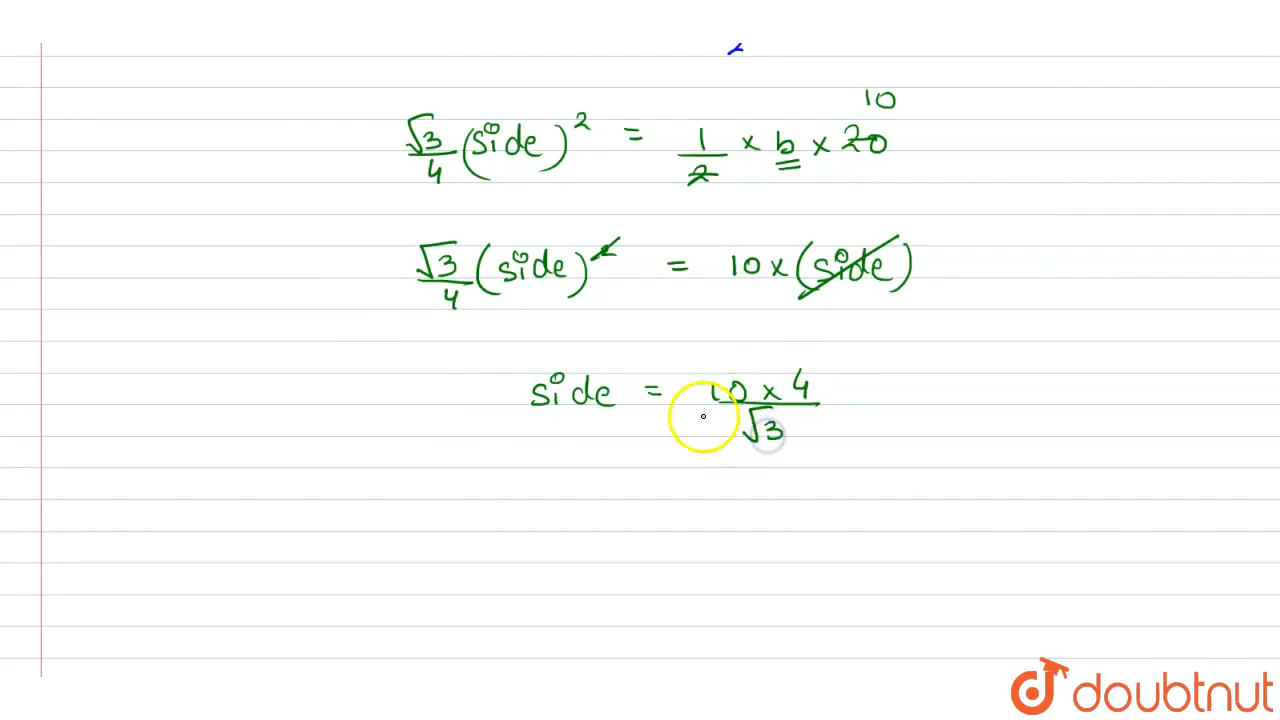 10
√3/4 (side)² = 1/2 × b × 20
√3/4 (side)² = 10 × (side)
side = 10 × 4 / √3
doubtnut